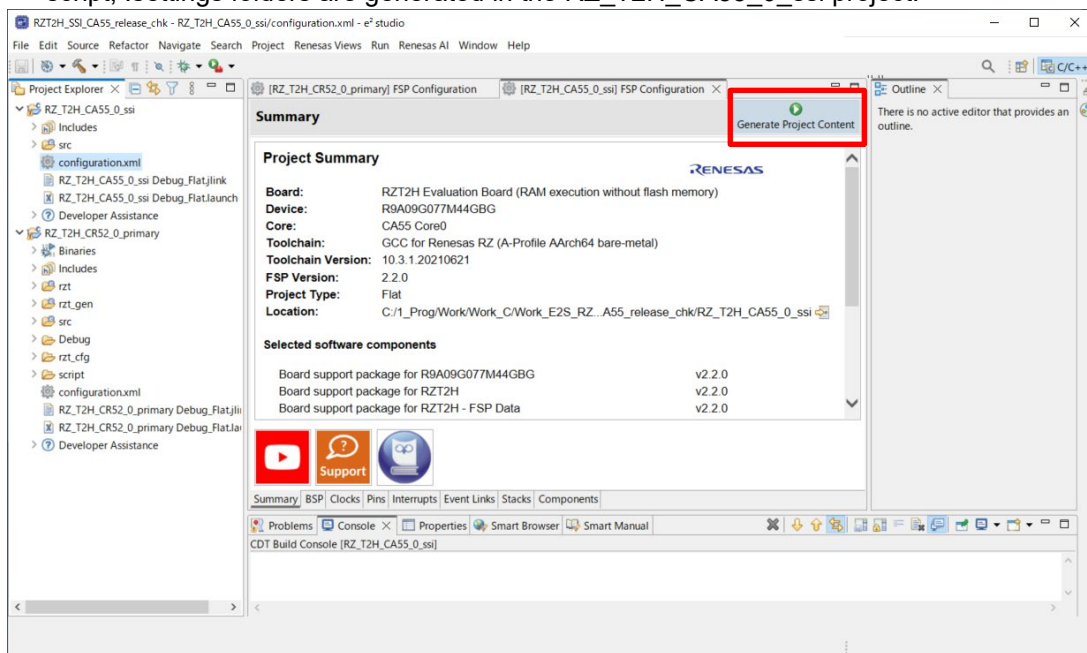 script, .settings folders are generated in the RZ_T2H_CA55_0_ssi project.
RZT2H_SSI_CA55_release_chk - RZ_T2H_CA55_0_ssi/configuration.xml - e² studio
File Edit Source Refactor Navigate Search Project Renesas Views Run Renesas AI Window Help
C/C++
Project Explorer
[RZ_T2H_CR52_0_primary] FSP Configuration
[RZ_T2H_CA55_0_ssi] FSP Configuration
Outline
RZ_T2H_CA55_0_ssi
Includes
src
configuration.xml
RZ_T2H_CA55_0_ssi Debug_Flat.jlink
RZ_T2H_CA55_0_ssi Debug_Flat.launch
Developer Assistance
RZ_T2H_CR52_0_primary
Binaries
Includes
rzt
rzt_gen
src
Debug
rzt_cfg
script
configuration.xml
RZ_T2H_CR52_0_primary Debug_Flat.jli
RZ_T2H_CR52_0_primary Debug_Flat.la
Developer Assistance
Summary
Generate Project Content
Project Summary
RENESAS
Board: RZT2H Evaluation Board (RAM execution without flash memory)
Device: R9A09G077M44GBG
Core: CA55 Core0
Toolchain: GCC for Renesas RZ (A-Profile AArch64 bare-metal)
Toolchain Version: 10.3.1.20210621
FSP Version: 2.2.0
Project Type: Flat
Location: C:/1_Prog/Work/Work_C/Work_E2S_RZ...A55_release_chk/RZ_T2H_CA55_0_ssi
Selected software components
Board support package for R9A09G077M44GBG v2.2.0
Board support package for RZT2H v2.2.0
Board support package for RZT2H - FSP Data v2.2.0
Support
Summary BSP Clocks Pins Interrupts Event Links Stacks Components
There is no active editor that provides an
outline.
Problems Console Properties Smart Browser Smart Manual
CDT Build Console [RZ_T2H_CA55_0_ssi]